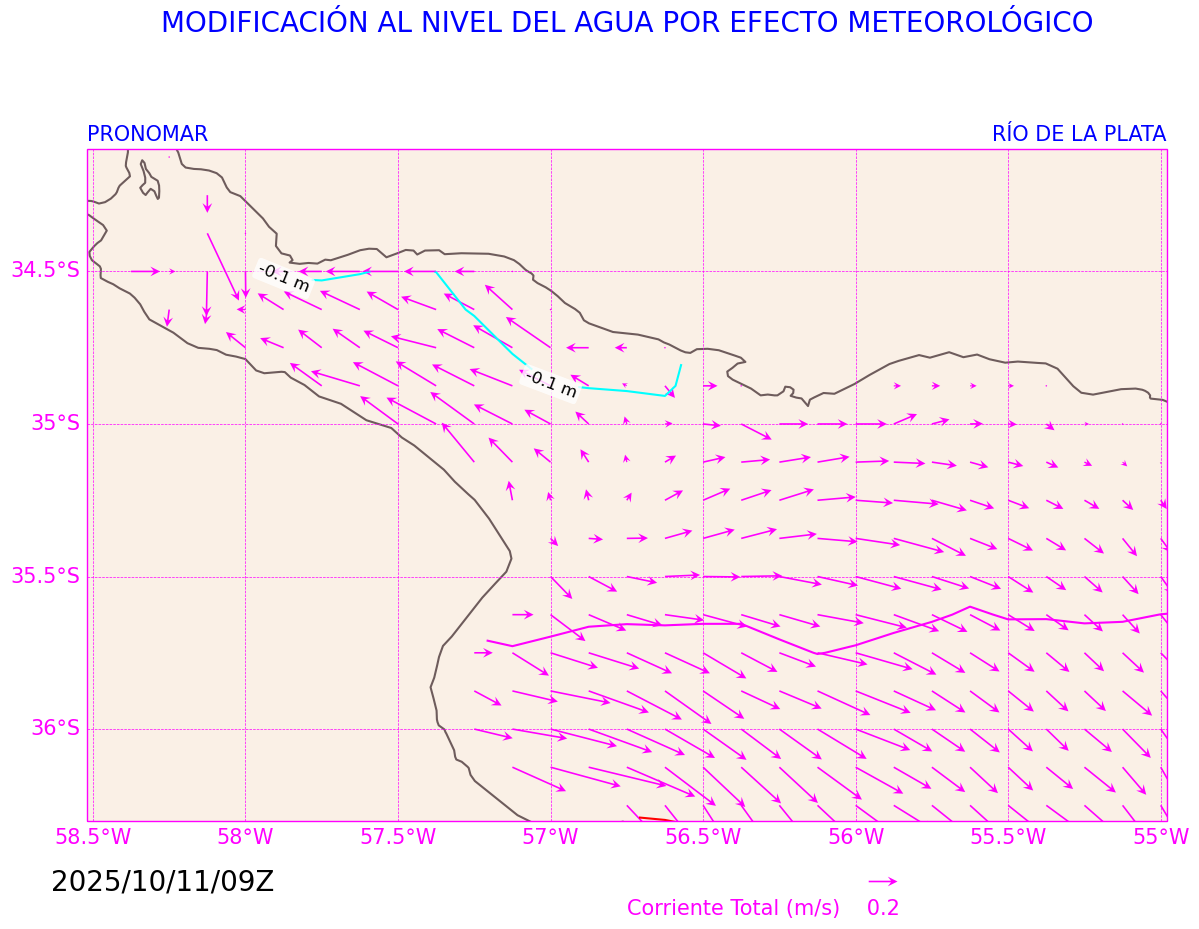 MODIFICACIÓN AL NIVEL DEL AGUA POR EFECTO METEOROLÓGICO
PRONOMAR
RÍO DE LA PLATA
34.5°S
-0.1 m
-0.1 m
35°S
35.5°S
36°S
58.5°W
58°W
57.5°W
57°W
56.5°W
56°W
55.5°W
55°W
2025/10/11/09Z
Corriente Total (m/s)
0.2